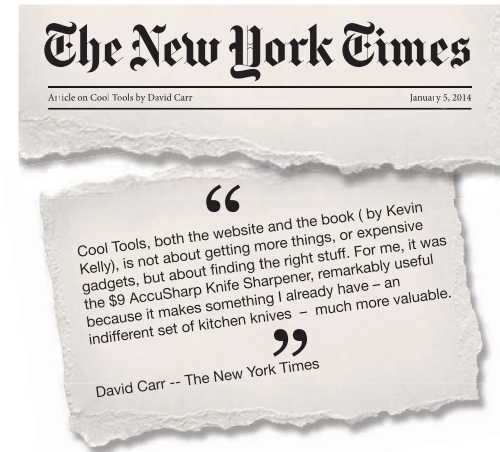 The New York Times
Article on Cool Tools by David Carr
January 5, 2014
“
Cool Tools, both the website and the book ( by Kevin
Kelly), is not about getting more things, or expensive
gadgets, but about finding the right stuff. For me, it was
the $9 AccuSharp Knife Sharpener, remarkably useful
because it makes something I already have – an
indifferent set of kitchen knives – much more valuable.
”
David Carr -- The New York Times